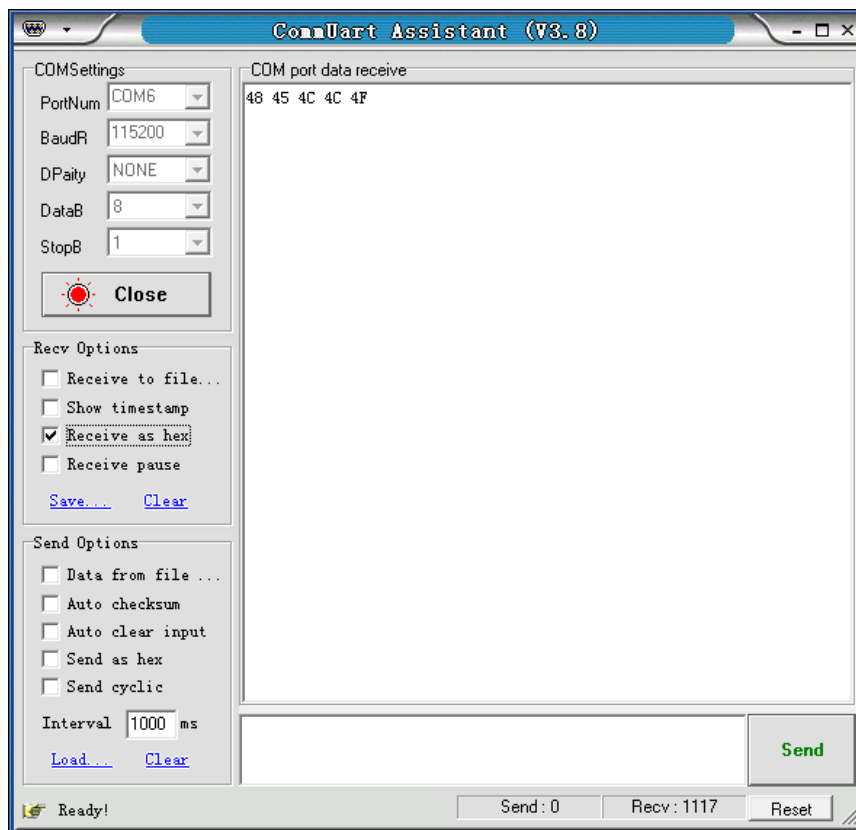 CommUart Assistant (V3.8)
COMSettings
PortNum COM6
BaudR 115200
DPaity NONE
DataB 8
StopB 1
Close
Recv Options
Receive to file...
Show timestamp
Receive as hex
Receive pause
Save... Clear
Send Options
Data from file ...
Auto checksum
Auto clear input
Send as hex
Send cyclic
Interval 1000 ms
Load... Clear
COM port data receive
48 45 4C 4C 4F
Send
Ready!
Send : 0
Recv : 1117
Reset